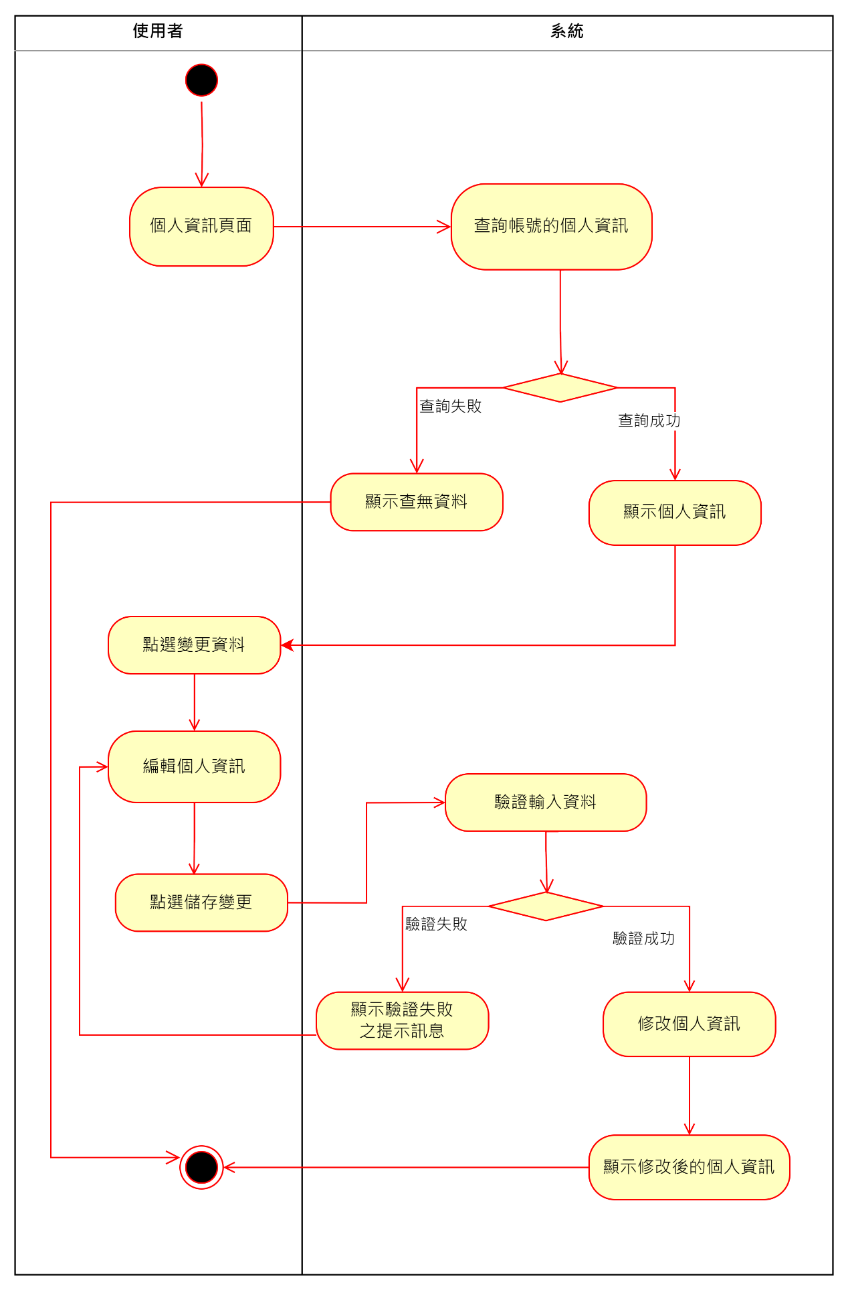 使用者
系統
個人資訊頁面
查詢帳號的個人資訊
查詢失敗
查詢成功
顯示查無資料
顯示個人資訊
點選變更資料
編輯個人資訊
驗證輸入資料
點選儲存變更
驗證失敗
驗證成功
顯示驗證失敗
之提示訊息
修改個人資訊
顯示修改後的個人資訊